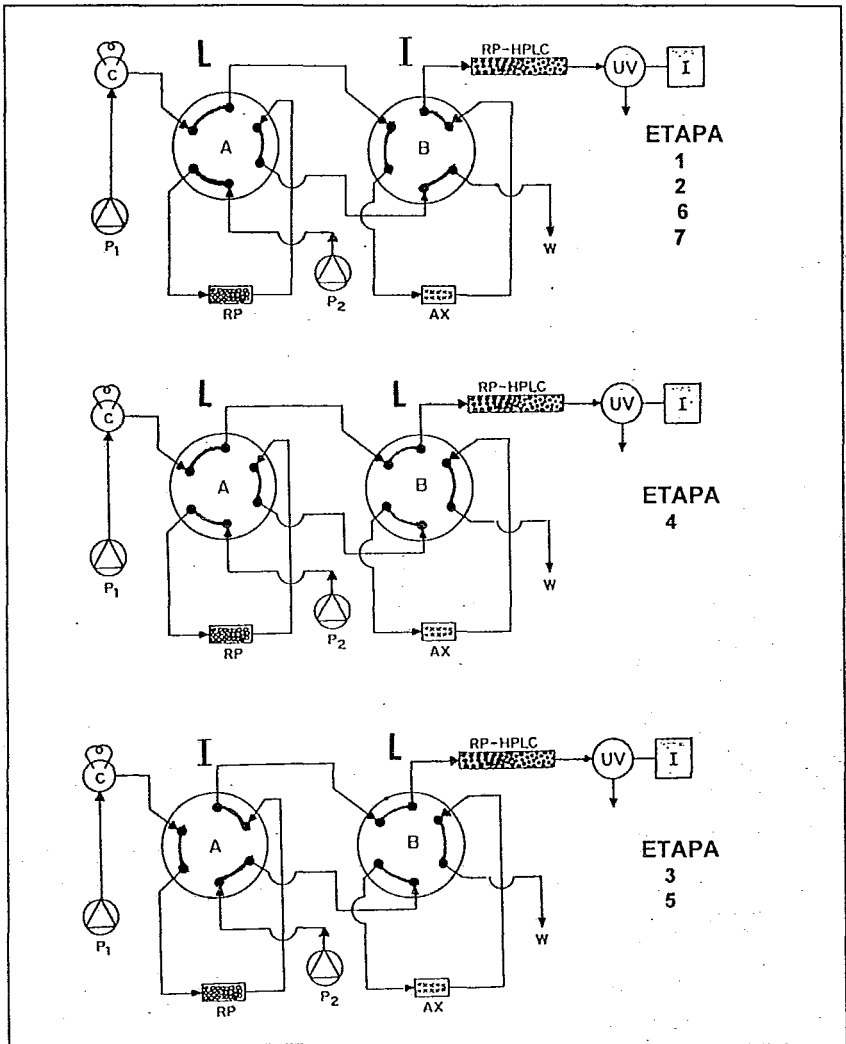 L I RP-HPLC
C UV I
A B
ETAPA
1
2
6
7
P1 P2 W
RP AX
L L RP-HPLC
C UV I
A B
ETAPA
4
P1 P2 W
RP AX
I L RP-HPLC
C UV I
A B
ETAPA
3
5
P1 P2 W
RP AX